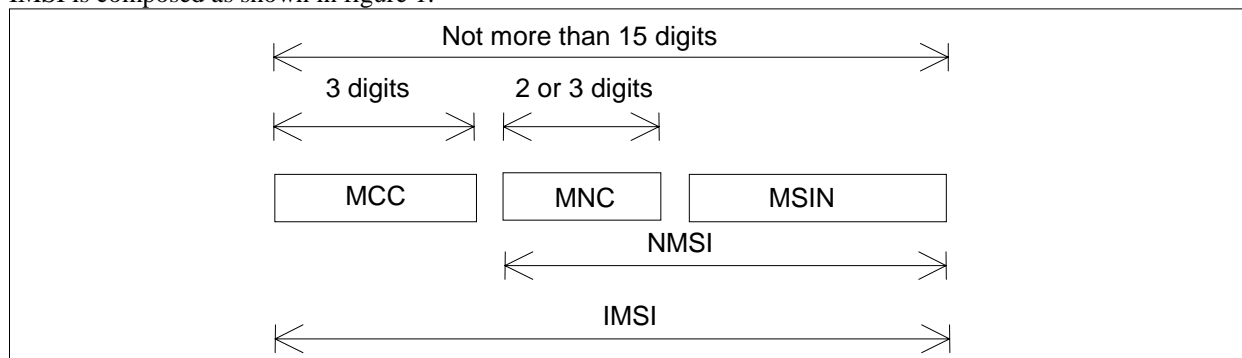 IMSI is composed as shown in figure 1.
Not more than 15 digits
3 digits 2 or 3 digits
MCC MNC MSIN
NMSI
IMSI